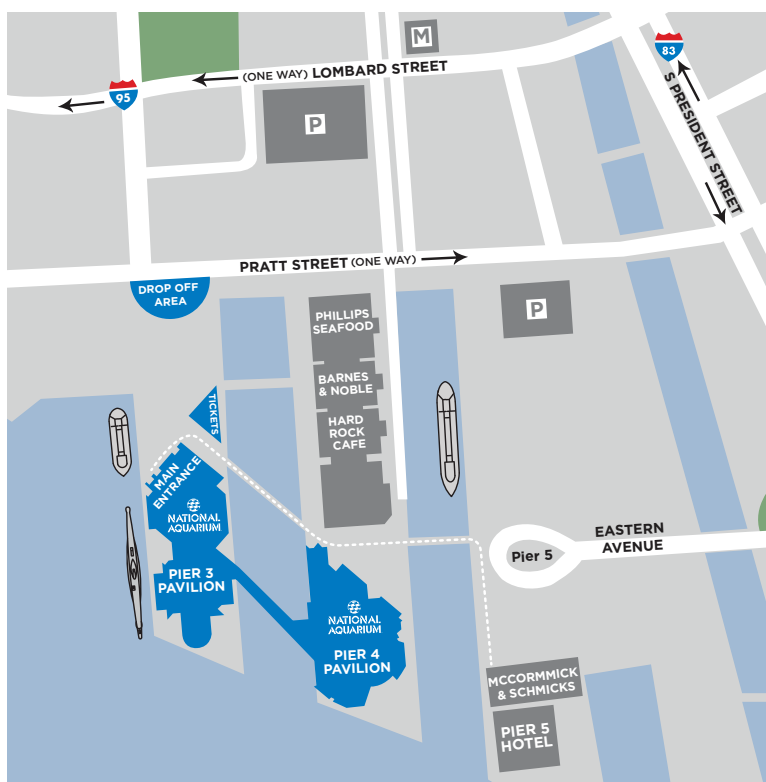 M
83
(ONE WAY) LOMBARD STREET
95
S PRESIDENT STREET
P
PRATT STREET (ONE WAY)
DROP OFF
AREA
PHILLIPS
SEAFOOD
P
BARNES
& NOBLE
TICKETS
HARD
ROCK
CAFE
MAIN
ENTRANCE
NATIONAL
AQUARIUM
EASTERN
AVENUE
Pier 5
PIER 3
PAVILION
NATIONAL
AQUARIUM
PIER 4
PAVILION
MCCORMMICK
& SCHMICKS
PIER 5
HOTEL